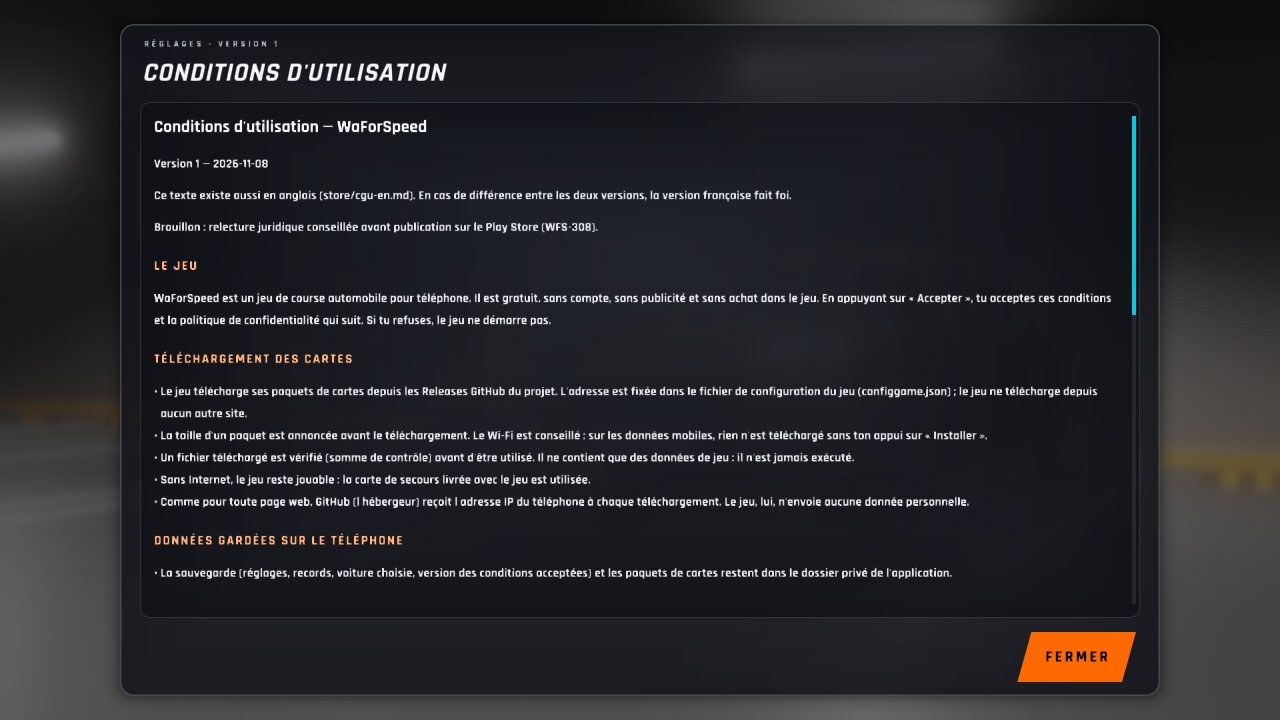 RÉGLAGES · VERSION 1
CONDITIONS D'UTILISATION
Conditions d'utilisation — WaForSpeed
Version 1 — 2026-11-08
Ce texte existe aussi en anglais (store/cgu-en.md). En cas de différence entre les deux versions, la version française fait foi.
Brouillon : relecture juridique conseillée avant publication sur le Play Store (WFS-308).
LE JEU
WaForSpeed est un jeu de course automobile pour téléphone. Il est gratuit, sans compte, sans publicité et sans achat dans le jeu. En appuyant sur « Accepter », tu acceptes ces conditions
et la politique de confidentialité qui suit. Si tu refuses, le jeu ne démarre pas.
TÉLÉCHARGEMENT DES CARTES
• Le jeu télécharge ses paquets de cartes depuis les Releases GitHub du projet. L'adresse est fixée dans le fichier de configuration du jeu (configgame.json) ; le jeu ne télécharge depuis
aucun autre site.
• La taille d'un paquet est annoncée avant le téléchargement. Le Wi-Fi est conseillé : sur les données mobiles, rien n'est téléchargé sans ton appui sur « Installer ».
• Un fichier téléchargé est vérifié (somme de contrôle) avant d'être utilisé. Il ne contient que des données de jeu : il n'est jamais exécuté.
• Sans Internet, le jeu reste jouable : la carte de secours livrée avec le jeu est utilisée.
• Comme pour toute page web, GitHub (l'hébergeur) reçoit l'adresse IP du téléphone à chaque téléchargement. Le jeu, lui, n'envoie aucune donnée personnelle.
DONNÉES GARDÉES SUR LE TÉLÉPHONE
• La sauvegarde (réglages, records, voiture choisie, version des conditions acceptées) et les paquets de cartes restent dans le dossier privé de l'application.
FERMER